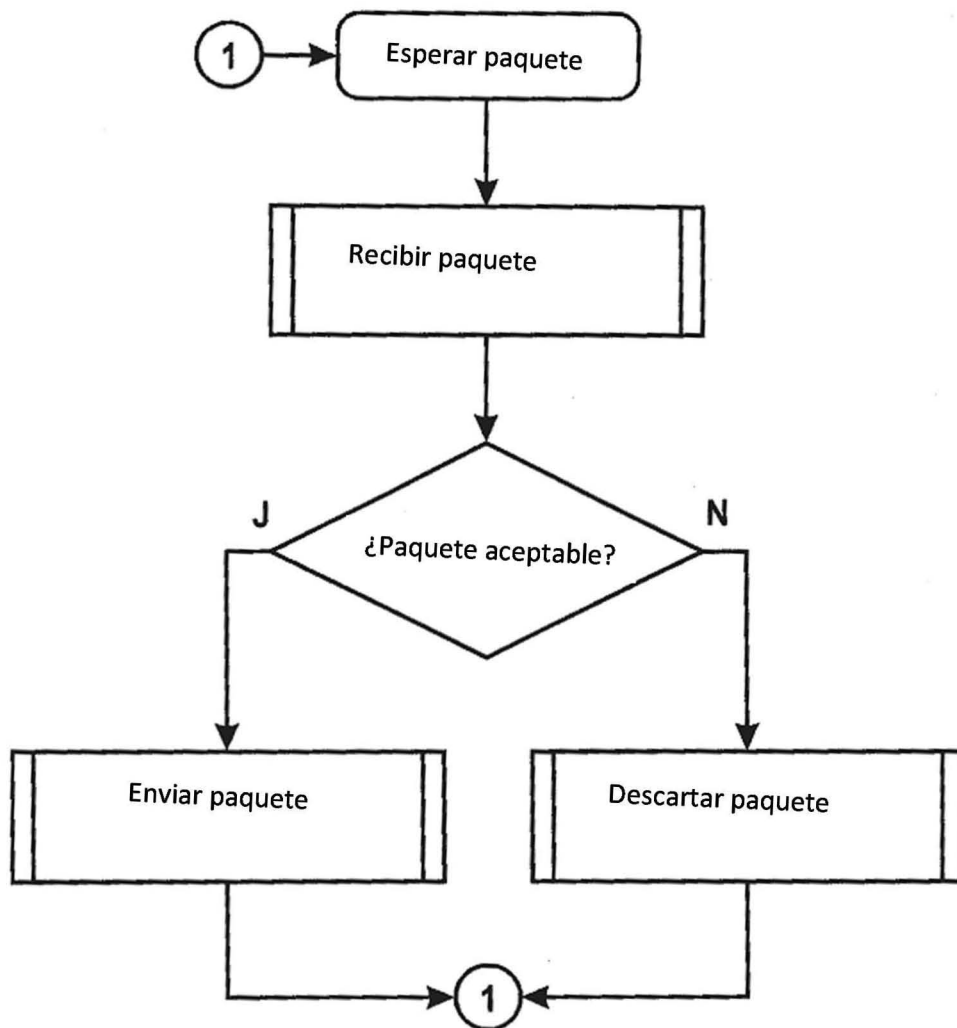 1
Esperar paquete
Recibir paquete
J
N
¿Paquete aceptable?
Enviar paquete
Descartar paquete
1